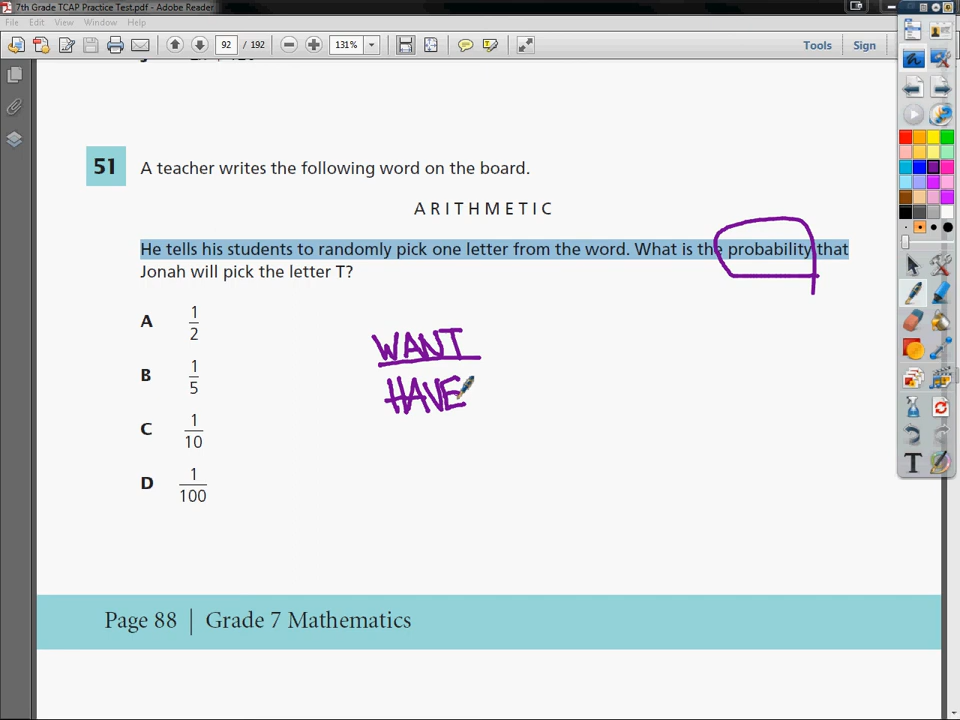 7th Grade TCAP Practice Test.pdf - Adobe Reader
File Edit View Window Help
92 / 192 131% Tools Sign
51 A teacher writes the following word on the board.
ARITHMETIC
He tells his students to randomly pick one letter from the word. What is the probability that
Jonah will pick the letter T?
A 1/2
B 1/5
C 1/10
D 1/100
WANT
HAVE
Page 88 | Grade 7 Mathematics
T